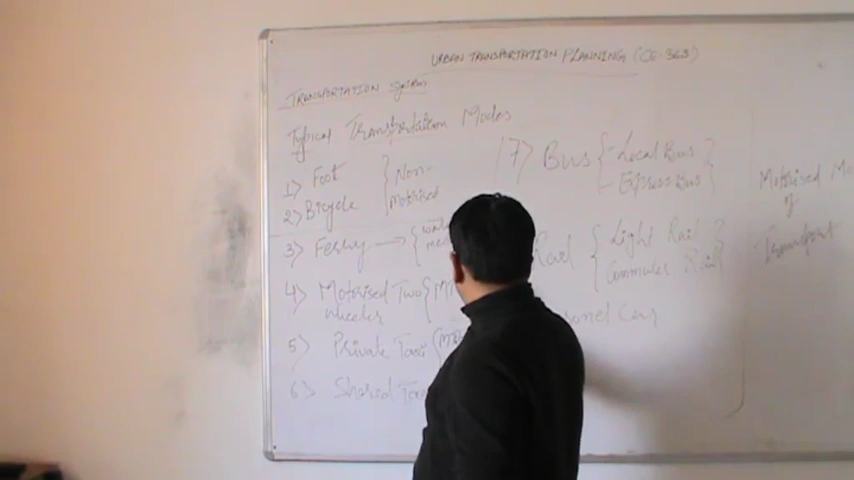 URBAN TRANSPORTATION PLANNING (CE-363)
TRANSPORTATION SYSTEM
Typical Transportation Modes
1) Foot
2) Bicycle
Non-
Motorised
3) Ferry
4) Motorised Two
wheeler
5) Private Taxi
6) Shared
7) Bus
Local Bus
Express Bus
Rail
Light Rail
Commuter Rail
Car
Motorised
of
Transport